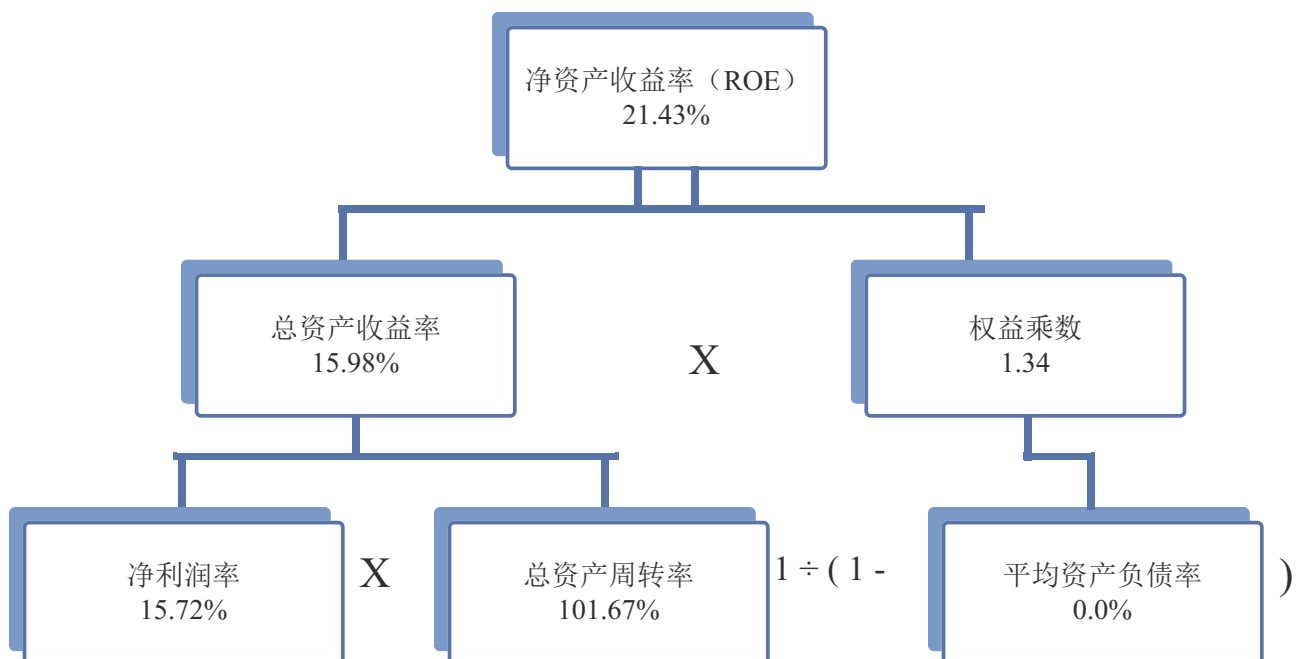 净资产收益率（ROE）
21.43%
总资产收益率
15.98%
X
权益乘数
1.34
净利润率
15.72%
X
总资产周转率
101.67%
1 ÷ ( 1 -
平均资产负债率
0.0%
)